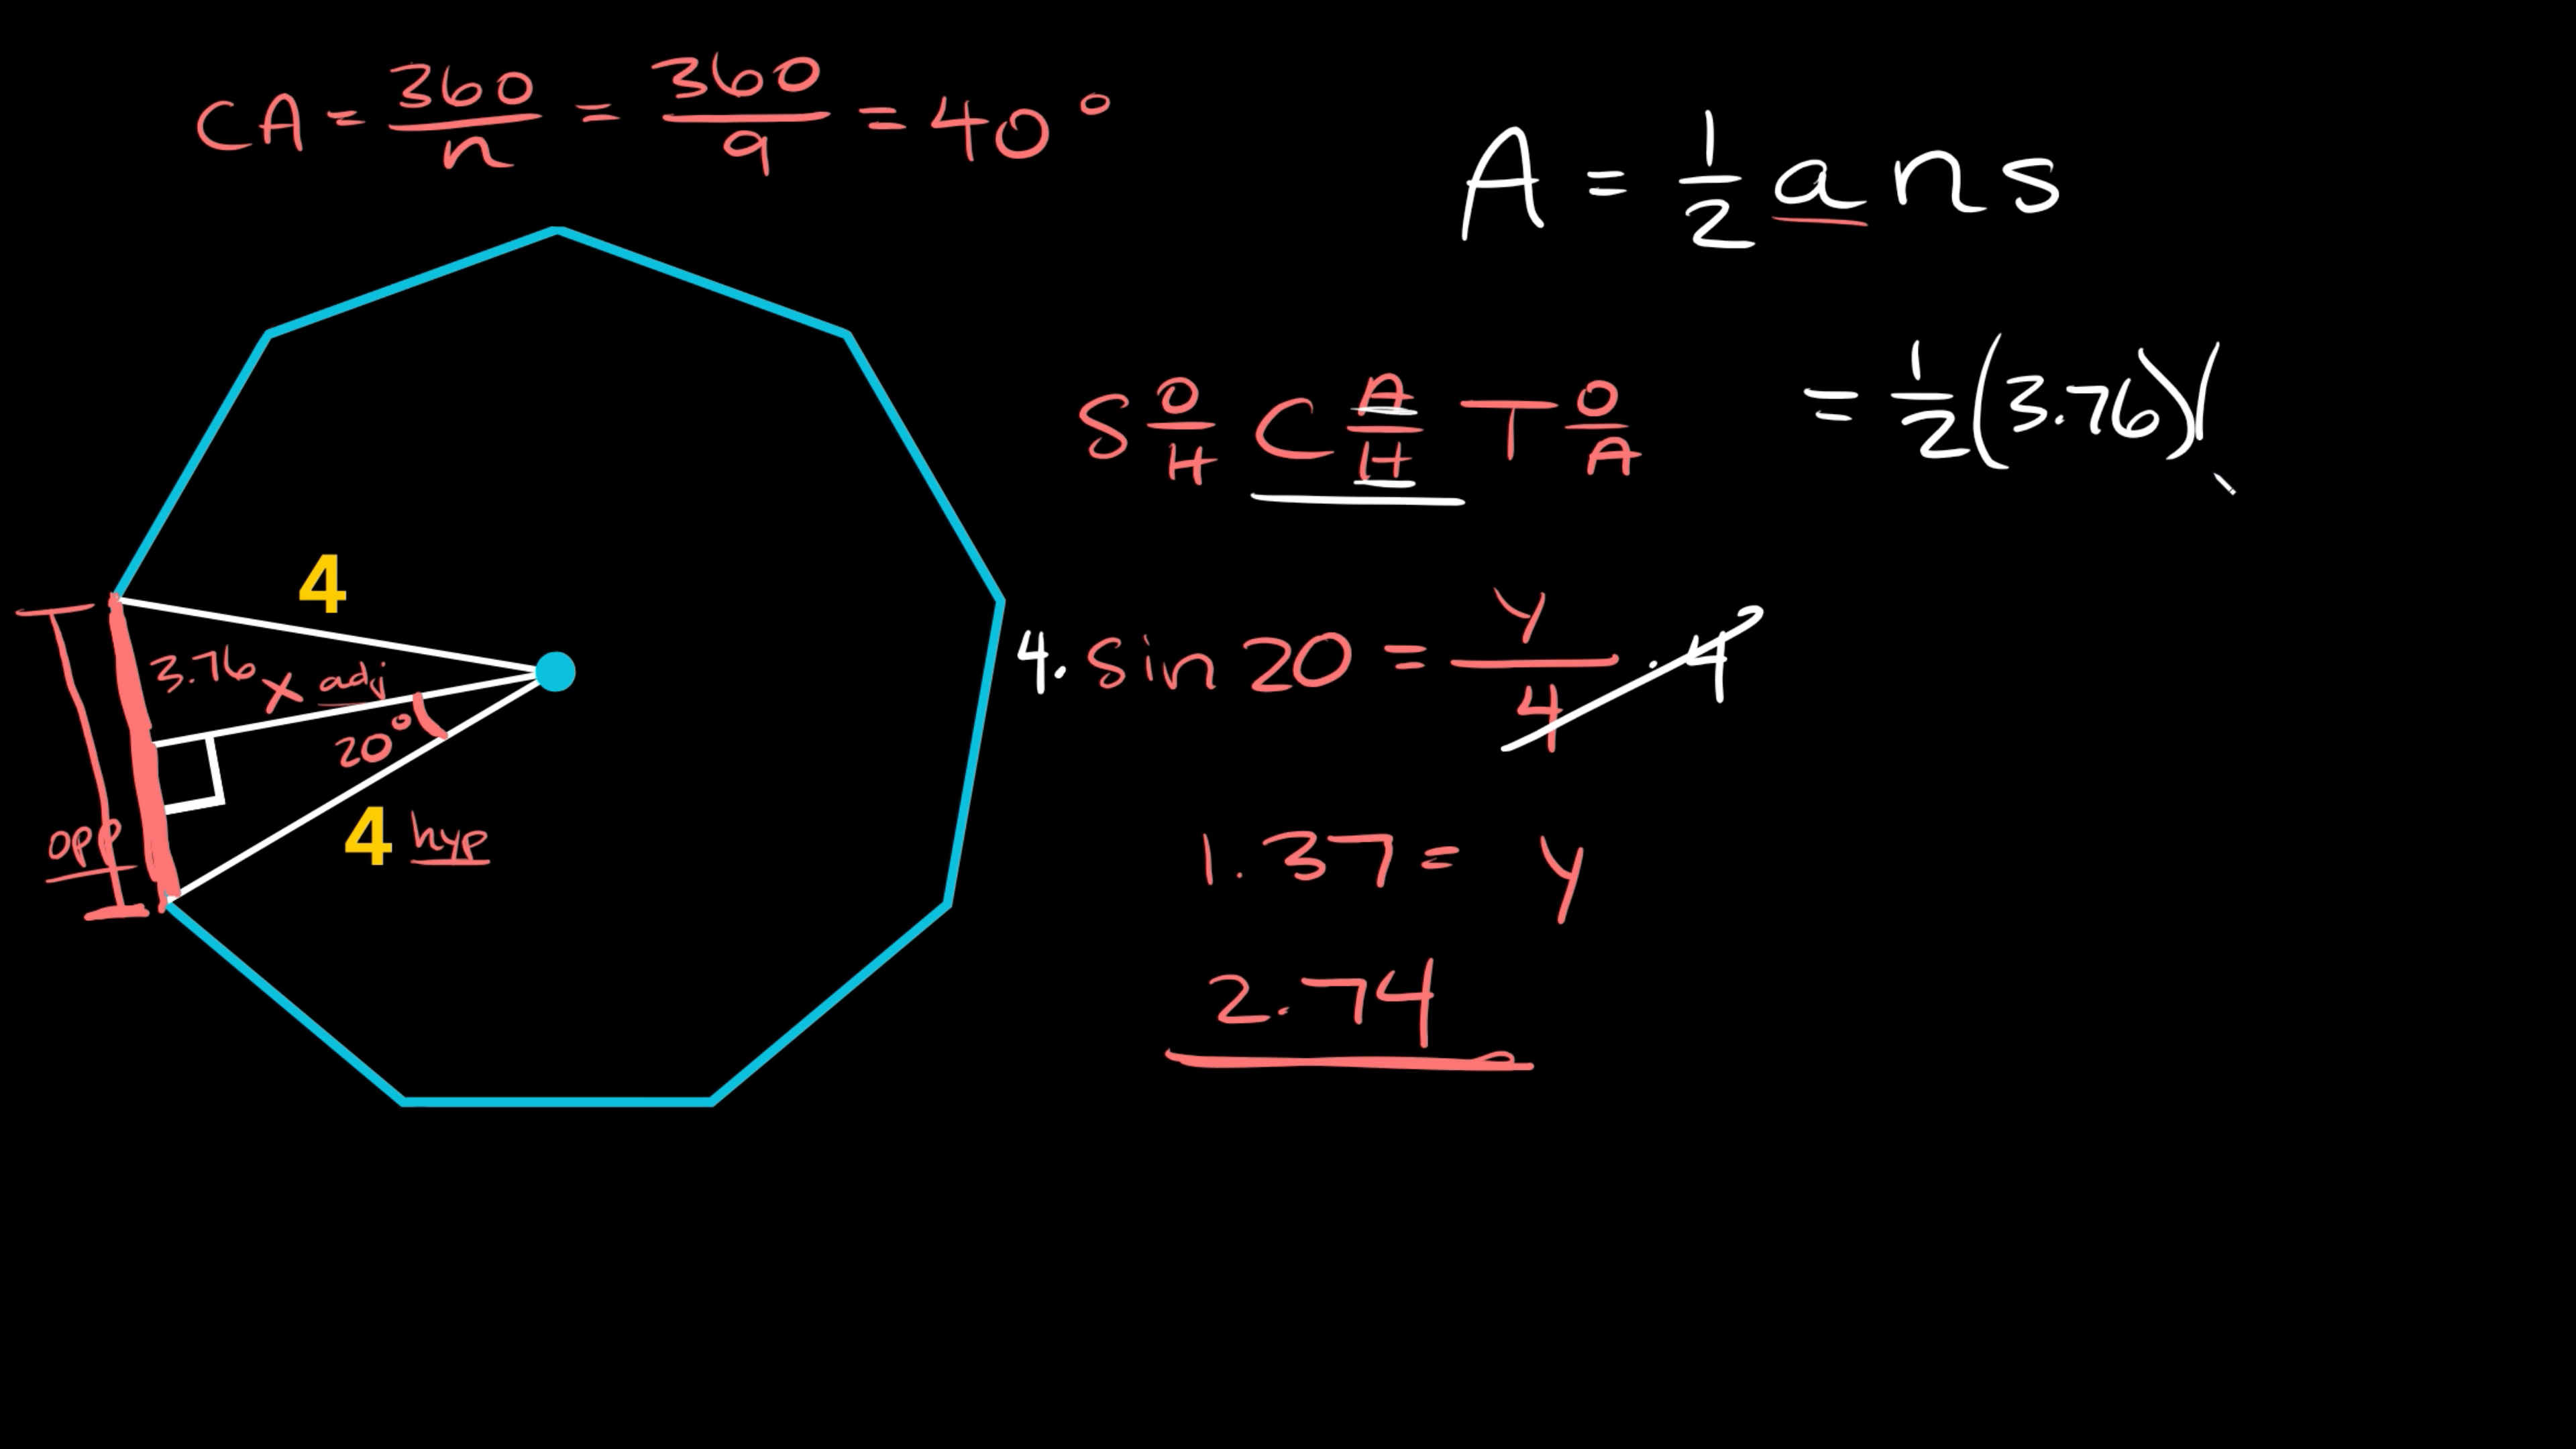 CA = 360/n = 360/9 = 40°
A = 1/2 a n s
S O/H C A/H T O/A
= 1/2 (3.76)(
4
3.76 x adj
20°
4 hyp
opp
4 · sin 20 = y/4 · 4
1.37 = y
2.74